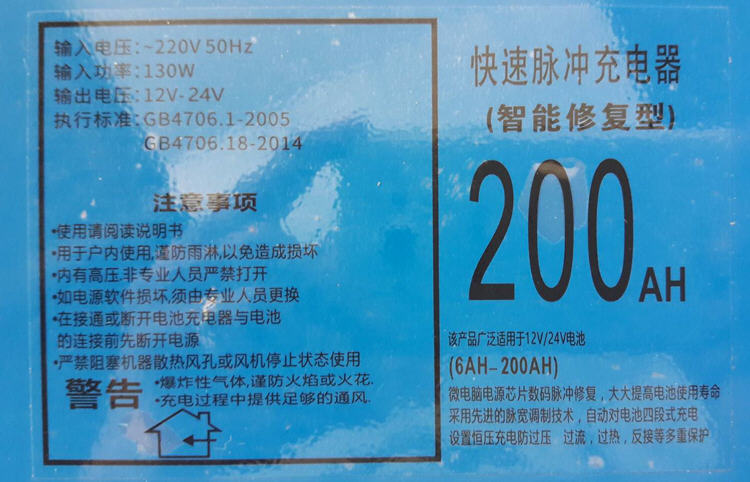 输入电压:~220V 50Hz
输入功率:130W
输出电压:12V-24V
执行标准:GB4706.1-2005
GB4706.18-2014
注意事项
•使用请阅读说明书
•用于户内使用,谨防雨淋,以免造成损坏
•内有高压.非专业人员严禁打开
•如电源软件损坏,须由专业人员更换
•在接通或断开电池充电器与电池
的连接前先断开电源
•严禁阻塞机器散热风孔或风机停止状态使用
警告
•爆炸性气体,谨防火焰或火花.
•充电过程中提供足够的通风.
快速脉冲充电器
(智能修复型)
200AH
该产品广泛适用于12V/24V电池
(6AH-200AH)
微电脑电源芯片数码脉冲修复，大大提高电池使用寿命
采用先进的脉宽调制技术，自动对电池四段式充电
设置恒压充电防过压　过流，过热，反接等多重保护